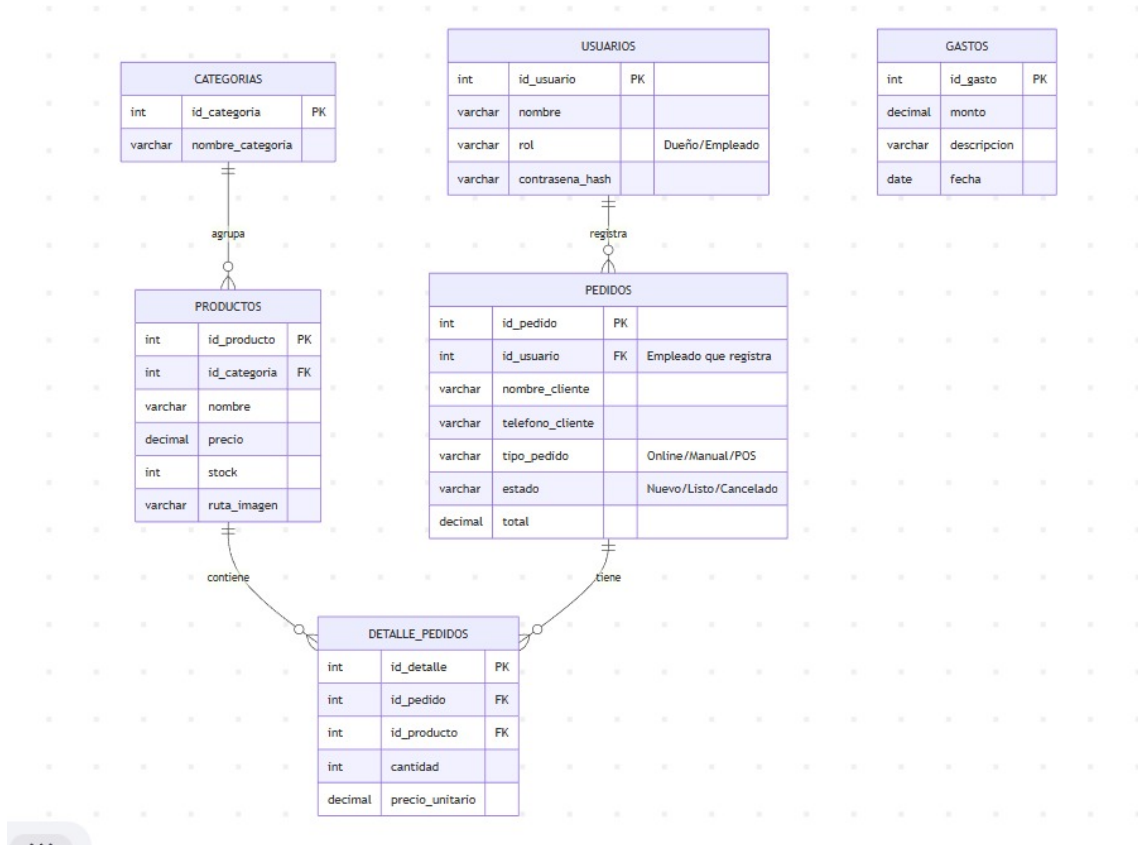 CATEGORIAS
int id_categoria PK
varchar nombre_categoria
agrupa
USUARIOS
int id_usuario PK
varchar nombre
varchar rol Dueño/Empleado
varchar contrasena_hash
registra
GASTOS
int id_gasto PK
decimal monto
varchar descripcion
date fecha
PRODUCTOS
int id_producto PK
int id_categoria FK
varchar nombre
decimal precio
int stock
varchar ruta_imagen
contiene
PEDIDOS
int id_pedido PK
int id_usuario FK Empleado que registra
varchar nombre_cliente
varchar telefono_cliente
varchar tipo_pedido Online/Manual/POS
varchar estado Nuevo/Listo/Cancelado
decimal total
tiene
DETALLE_PEDIDOS
int id_detalle PK
int id_pedido FK
int id_producto FK
int cantidad
decimal precio_unitario